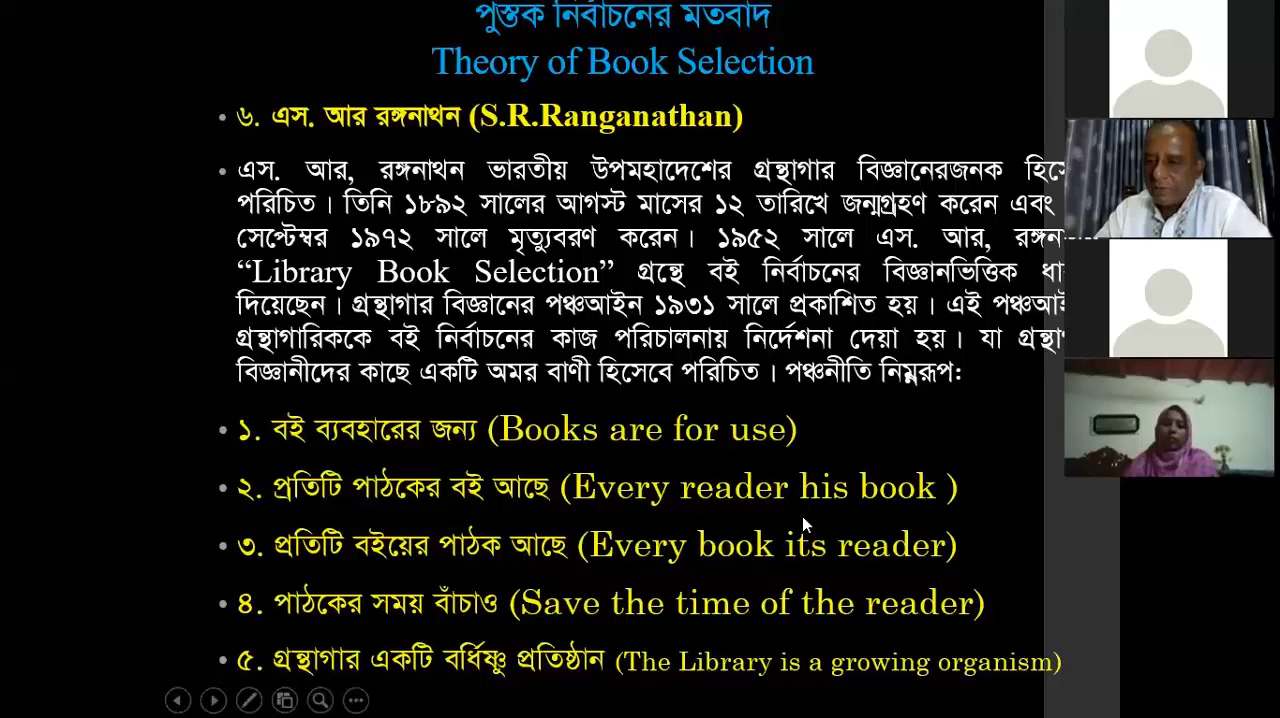 পুস্তক নির্বাচনের মতবাদ
Theory of Book Selection
• ৬. এস. আর রঙ্গনাথন (S.R.Ranganathan)
• এস. আর, রঙ্গনাথন ভারতীয় উপমহাদেশের গ্রন্থাগার বিজ্ঞানেরজনক
পরিচিত। তিনি ১৮৯২ সালের আগস্ট মাসের ১২ তারিখে জন্মগ্রহণ করেন এবং
সেপ্টেম্বর ১৯৭২ সালে মৃত্যুবরণ করেন। ১৯৫২ সালে এস. আর,
“Library Book Selection” গ্রন্থে বই নির্বাচনের বিজ্ঞানভিত্তিক
দিয়েছেন। গ্রন্থাগার বিজ্ঞানের পঞ্চআইন ১৯৩১ সালে প্রকাশিত হয়। এই
গ্রন্থাগারিককে বই নির্বাচনের কাজ পরিচালনায় নির্দেশনা দেয়া হয়। যা
বিজ্ঞানীদের কাছে একটি অমর বাণী হিসেবে পরিচিত। পঞ্চনীতি নিম্নরূপ:
• ১. বই ব্যবহারের জন্য (Books are for use)
• ২. প্রতিটি পাঠকের বই আছে (Every reader his book )
• ৩. প্রতিটি বইয়ের পাঠক আছে (Every book its reader)
• ৪. পাঠকের সময় বাঁচাও (Save the time of the reader)
• ৫. গ্রন্থাগার একটি বর্ধিষ্ণু প্রতিষ্ঠান (The Library is a growing organism)